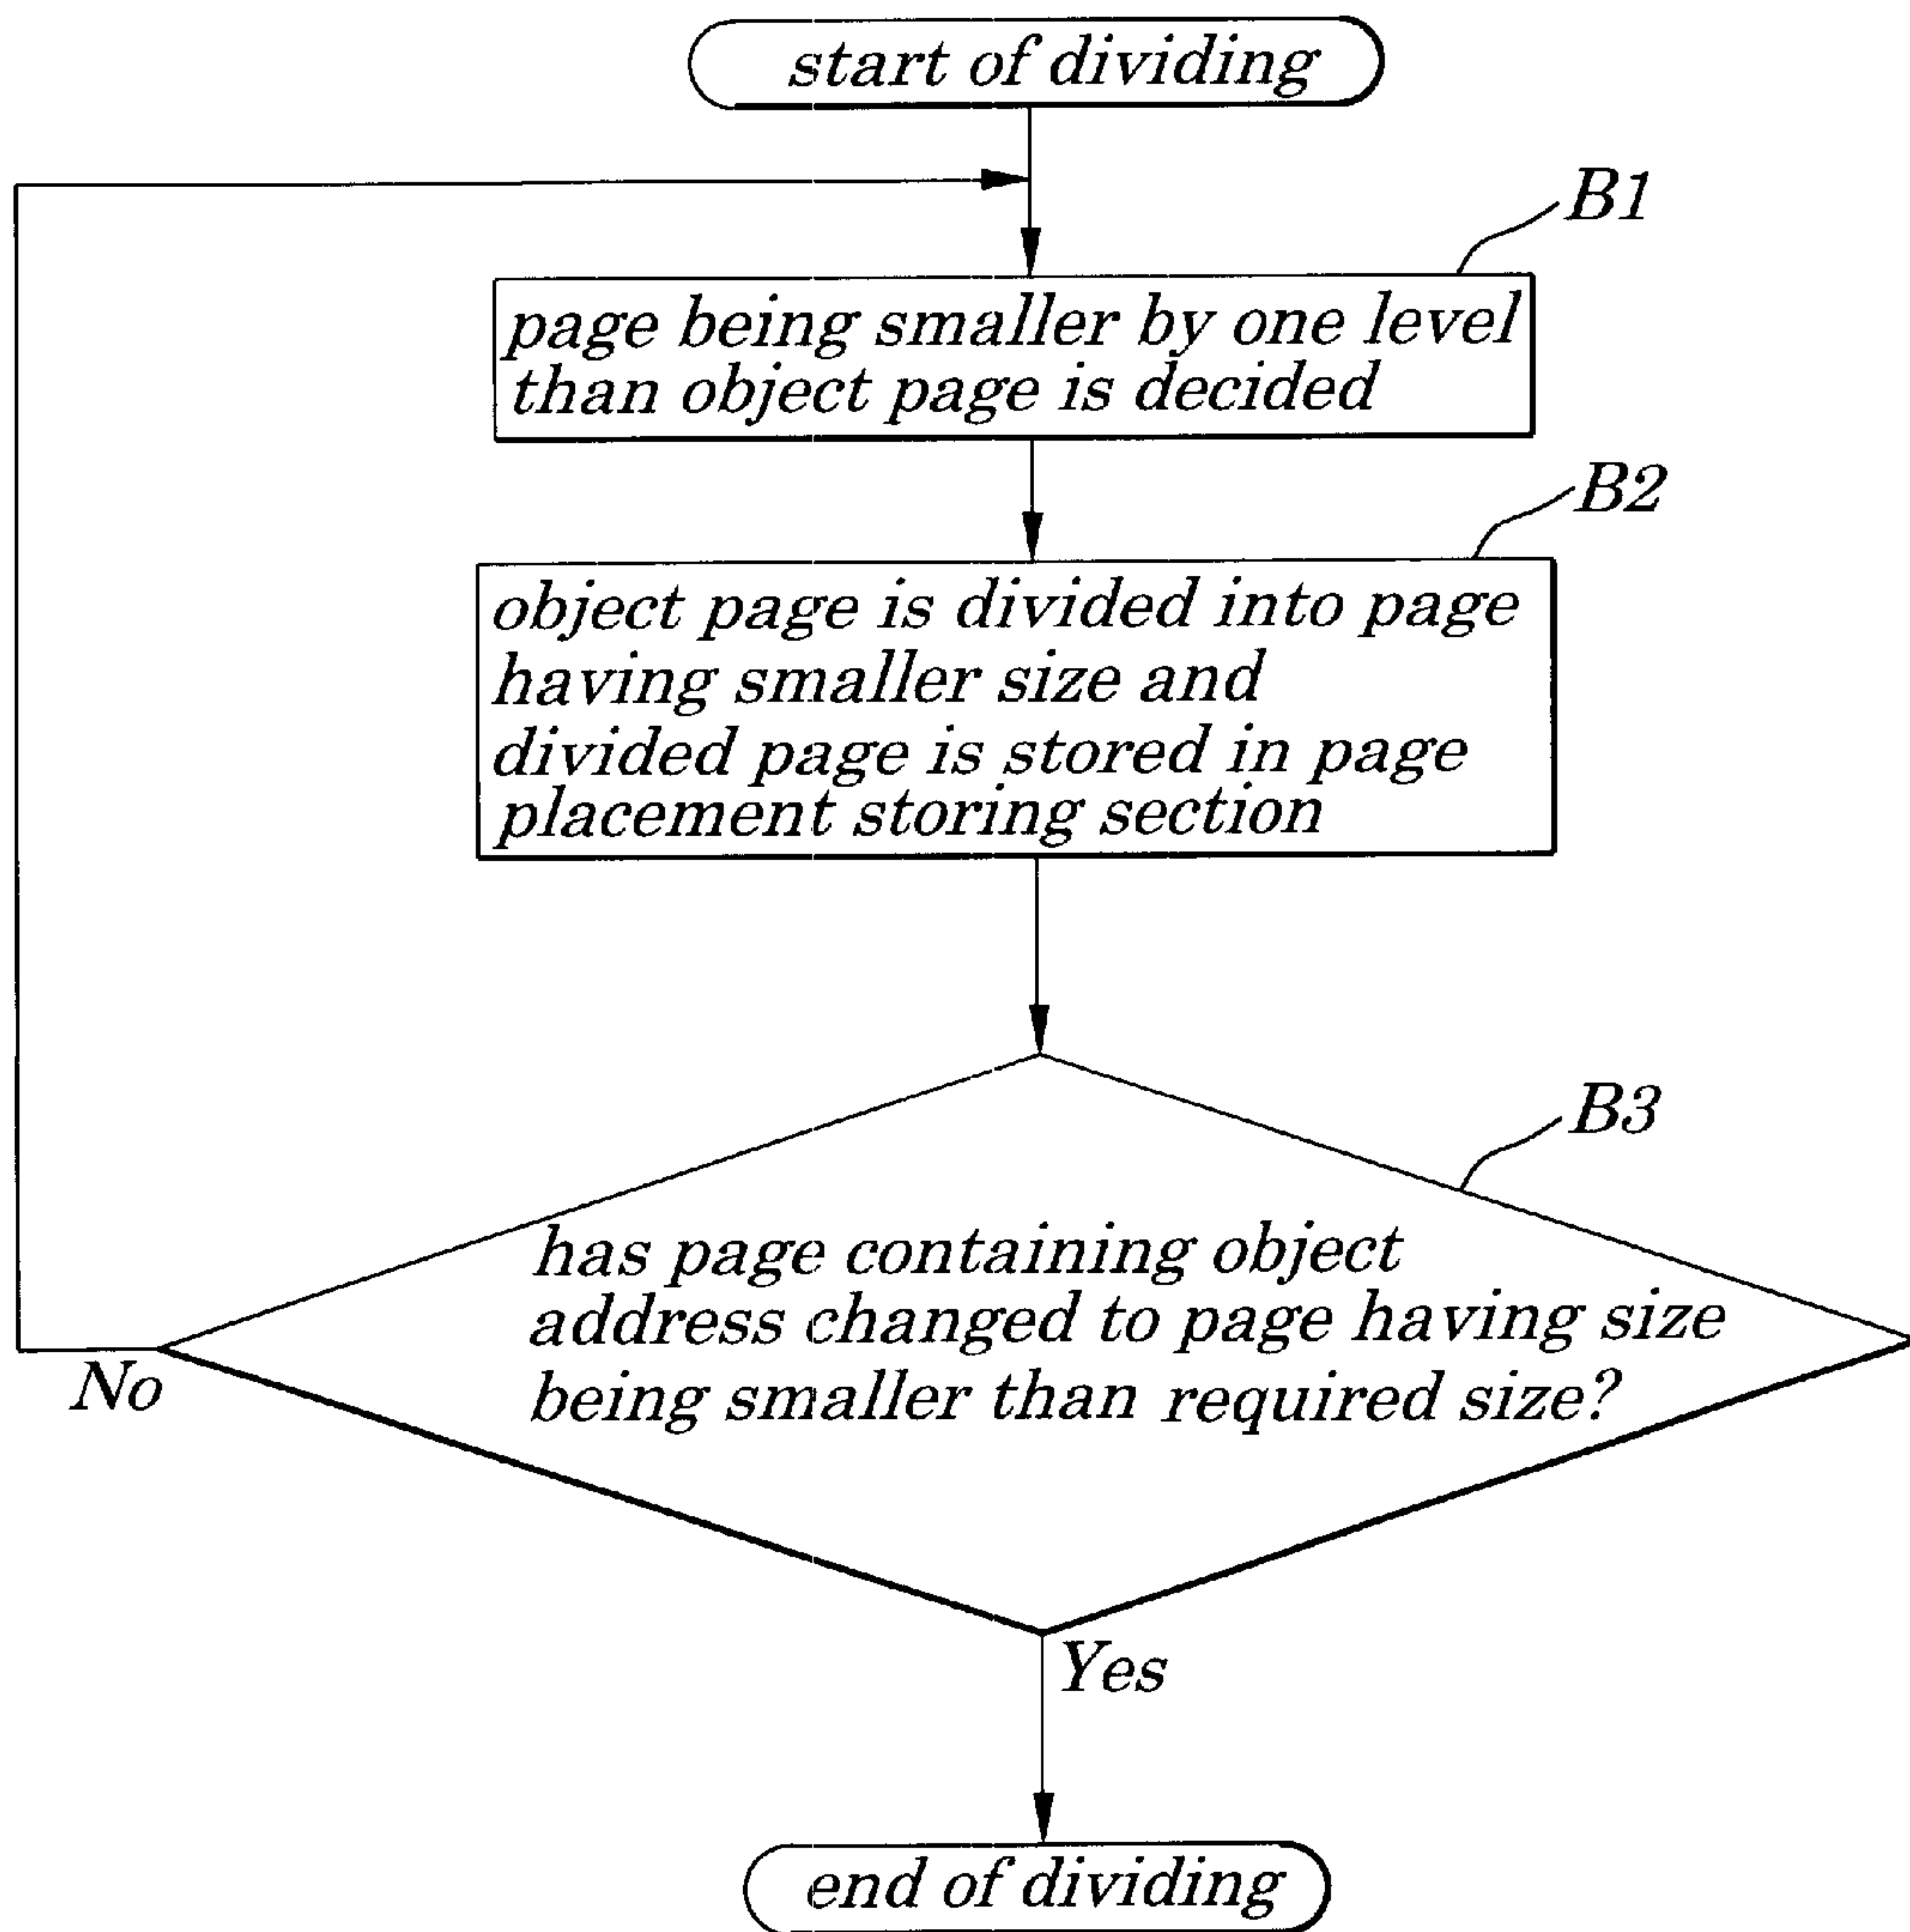 start of dividing
B1
page being smaller by one level
than object page is decided
B2
object page is divided into page
having smaller size and
divided page is stored in page
placement storing section
B3
has page containing object
address changed to page having size
being smaller than required size?
No
Yes
end of dividing